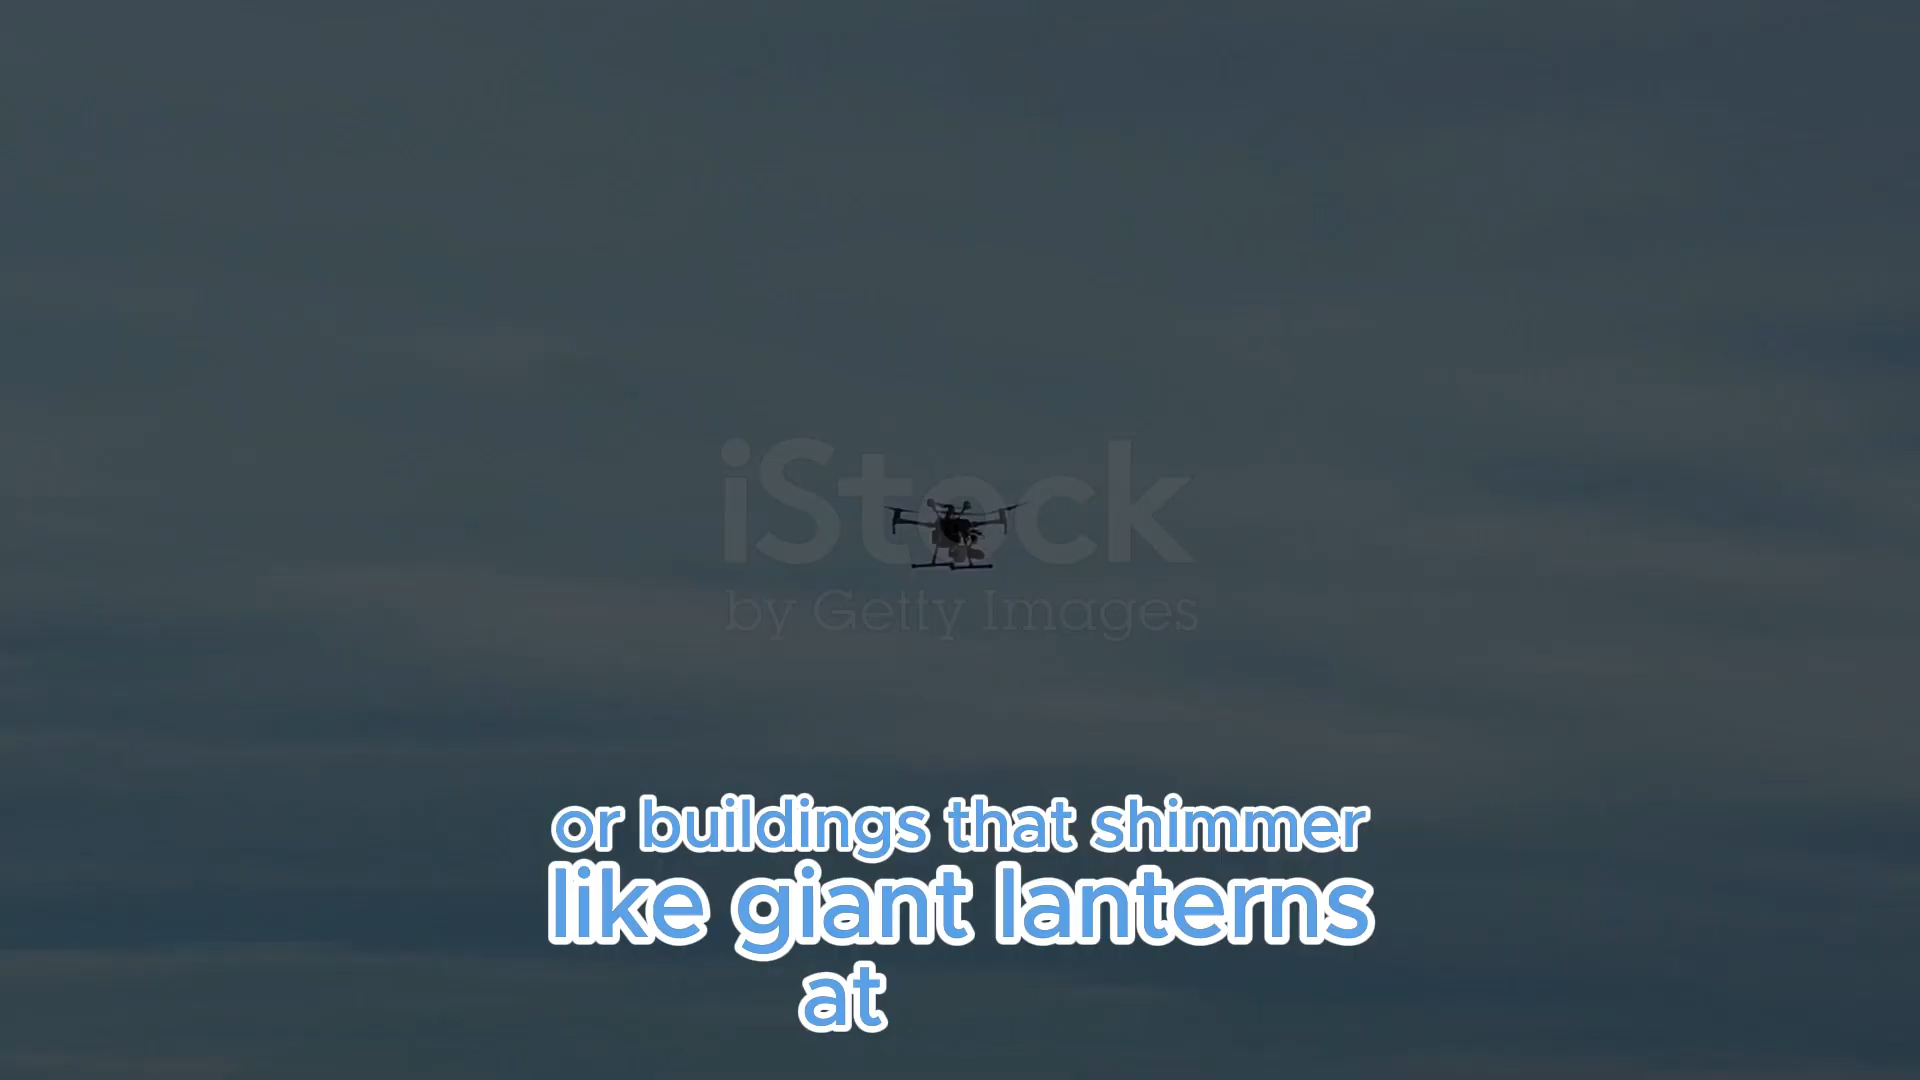 iStock
by Getty Images
or buildings that shimmer
like giant lanterns
at